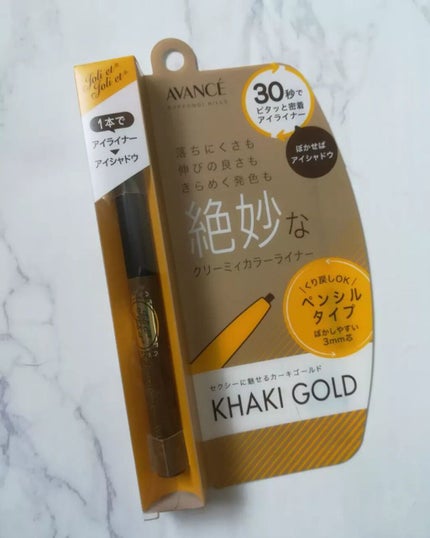 Joli et®
Joli et®
1本で
アイライナー
アイシャドウ
AVANCÉ
ROPPONGI HILLS
30秒で
ピタッと密着
アイライナー
ぼかせば
アイシャドウ
落ちにくさも
伸びの良さも
きらめく発色も
絶妙な
クリーミィカラーライナー
くり戻しOK
ペンシル
タイプ
ぼかしやすい
3mm芯
セクシーに魅せるカーキゴールド
KHAKI GOLD